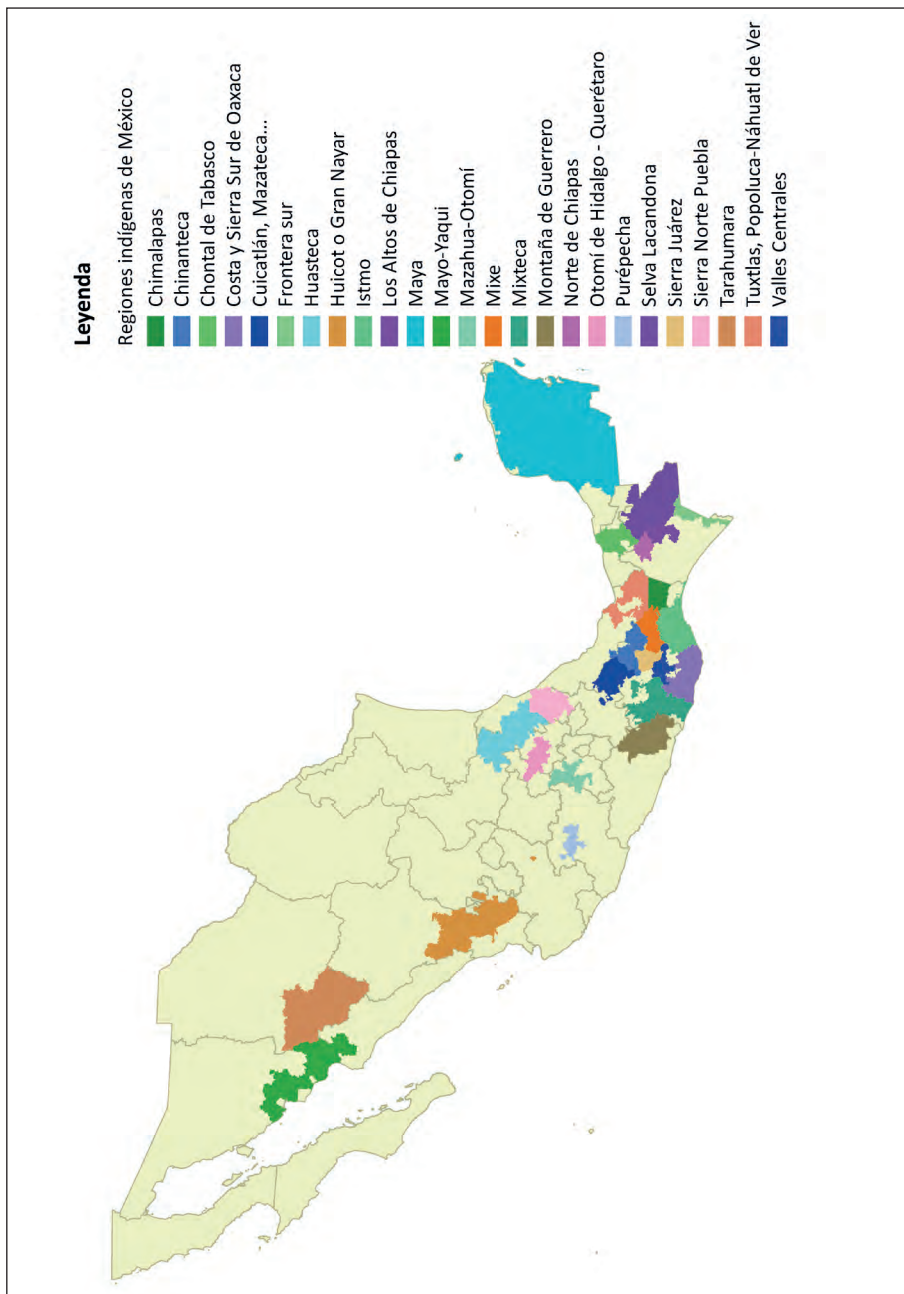 Leyenda
Regiones indígenas de México
Chimalapas
Chinanteca
Chontal de Tabasco
Costa y Sierra Sur de Oaxaca
Cuicatlán, Mazateca...
Frontera sur
Huasteca
Huicot o Gran Nayar
Istmo
Los Altos de Chiapas
Maya
Mayo-Yaqui
Mazahua-Otomí
Mixe
Mixteca
Montaña de Guerrero
Norte de Chiapas
Otomí de Hidalgo - Querétaro
Purépecha
Selva Lacandona
Sierra Juárez
Sierra Norte Puebla
Tarahumara
Tuxtlas, Popoluca-Náhuatl de Ver
Valles Centrales